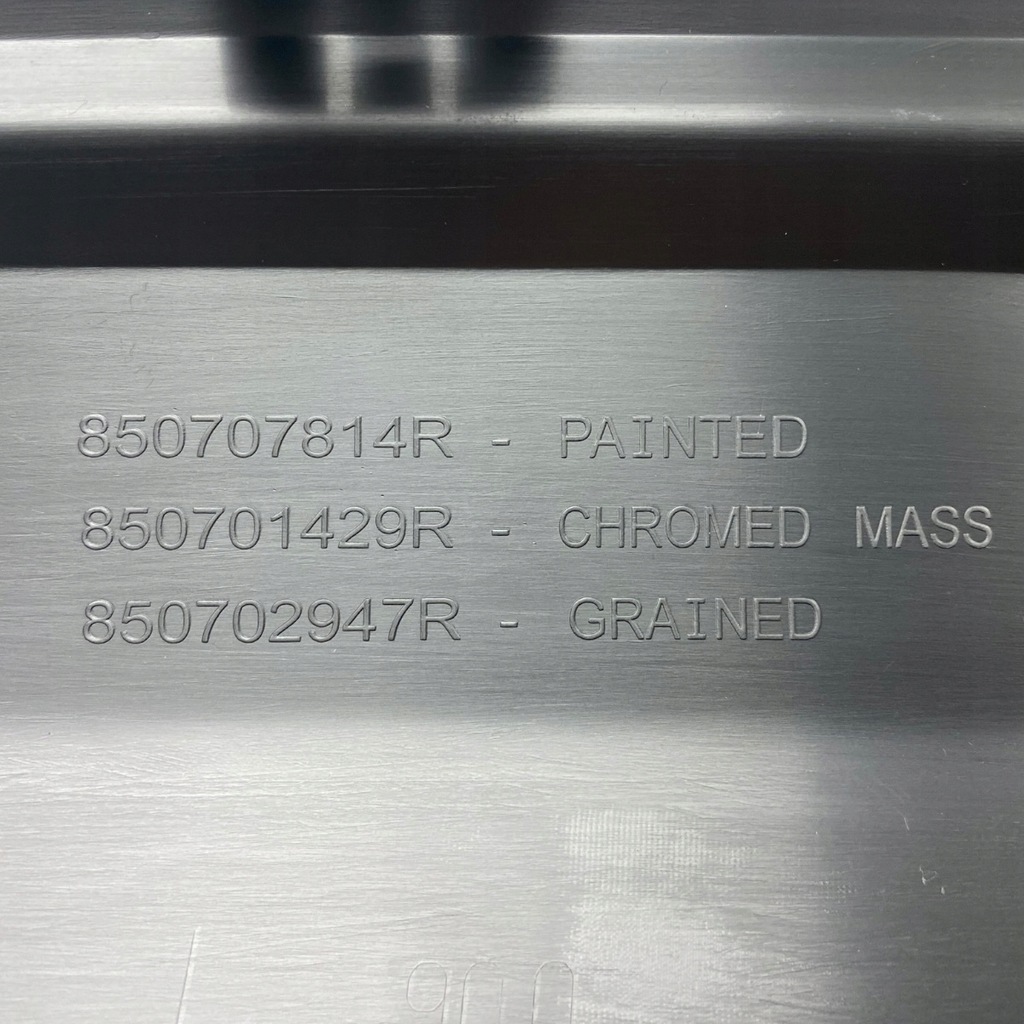 850707814R - PAINTED
850701429R - CHROMED MASS
850702947R - GRAINED